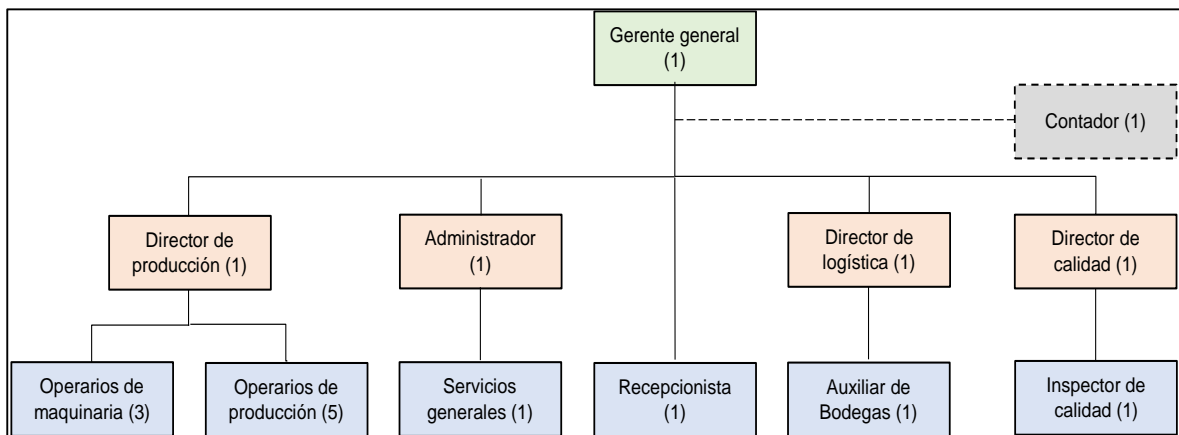 Gerente general
(1)
Contador (1)
Director de
producción (1)
Administrador
(1)
Director de
logística (1)
Director de
calidad (1)
Operarios de
maquinaria (3)
Operarios de
producción (5)
Servicios
generales (1)
Recepcionista
(1)
Auxiliar de
Bodegas (1)
Inspector de
calidad (1)